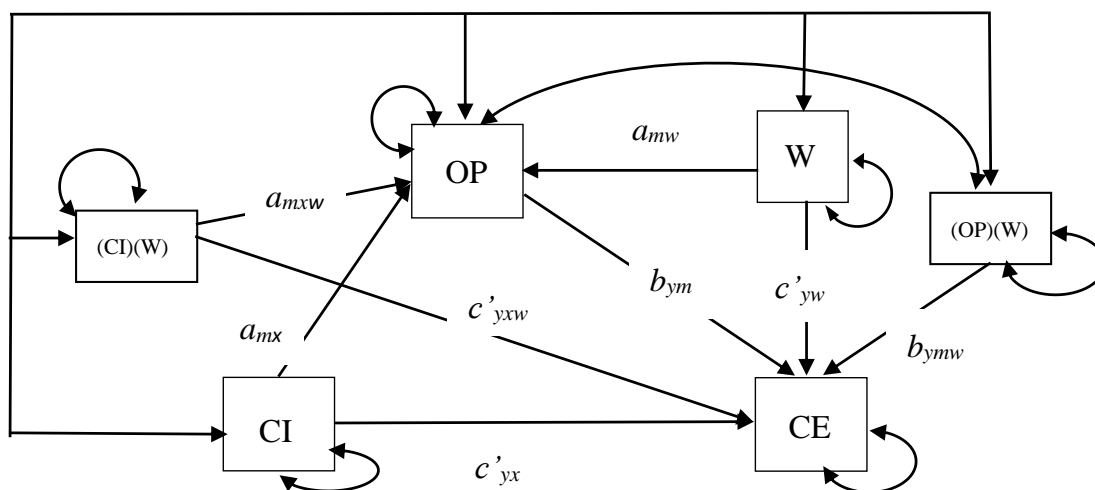 a_mw
W
OP
a_mxw
(CI)(W)
(OP)(W)
b_ym
c’_yw
c’_yxw
a_mx
b_ymw
CI
CE
c’_yx